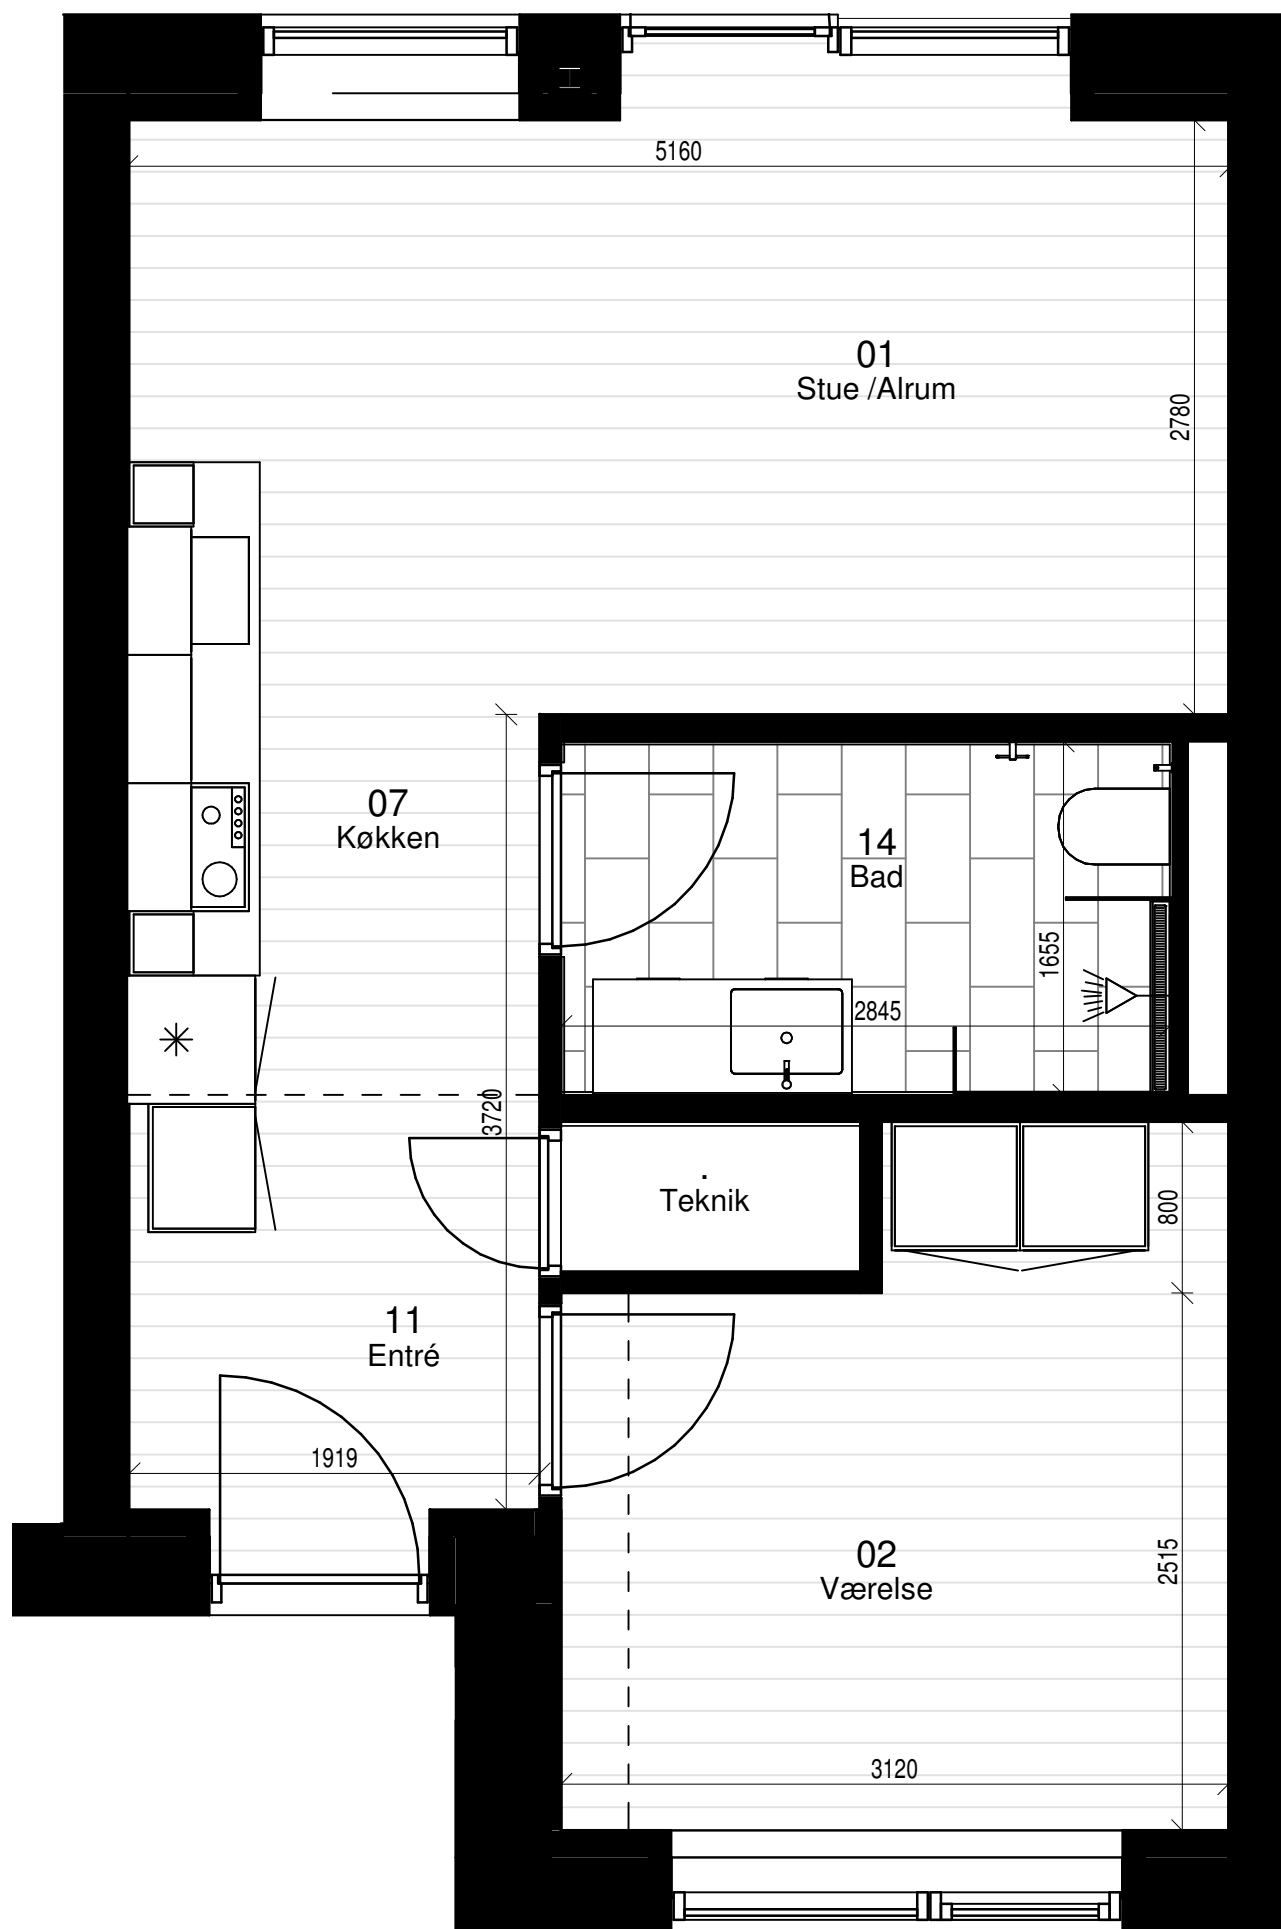 5160
01
Stue /Alrum
2780
07
Køkken
14
Bad
1655
2845
3720
.
Teknik
800
11
Entré
1919
02
Værelse
2515
3120